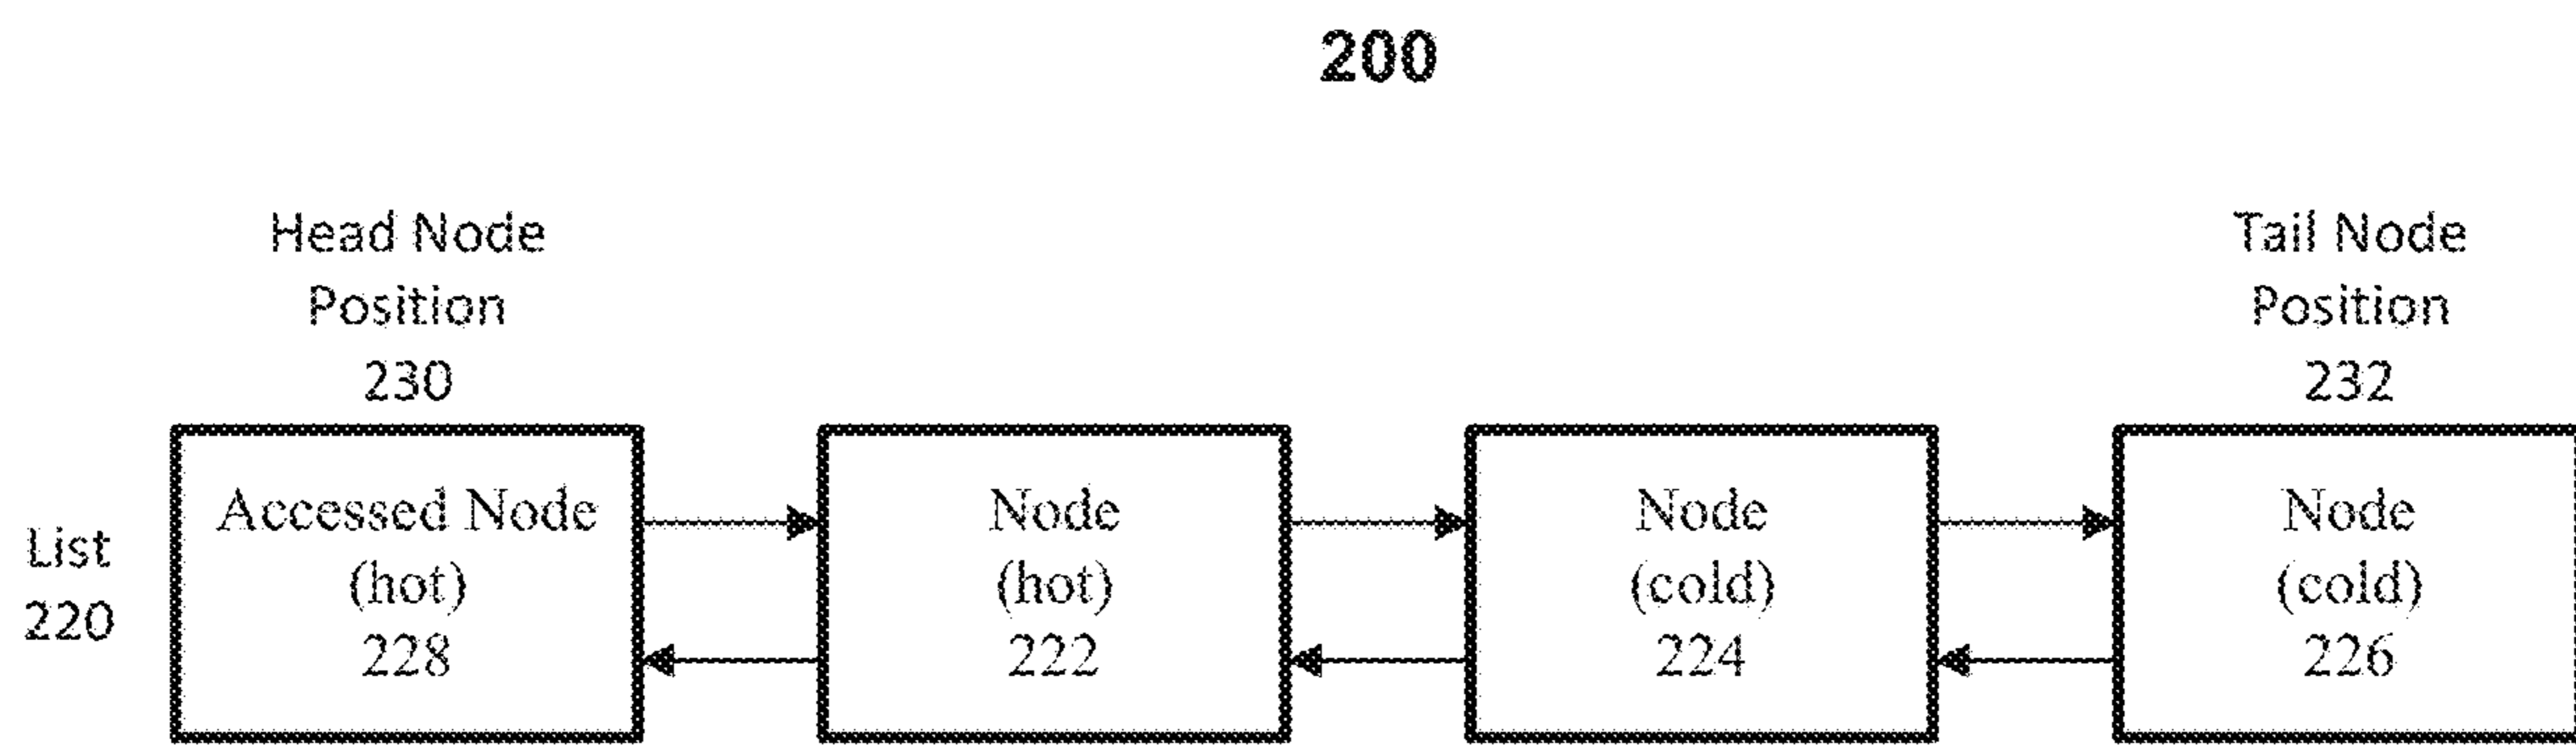 200
Head Node
Position
230
Tail Node
Position
232
List
220
Accessed Node
(hot)
228
Node
(hot)
222
Node
(cold)
224
Node
(cold)
226